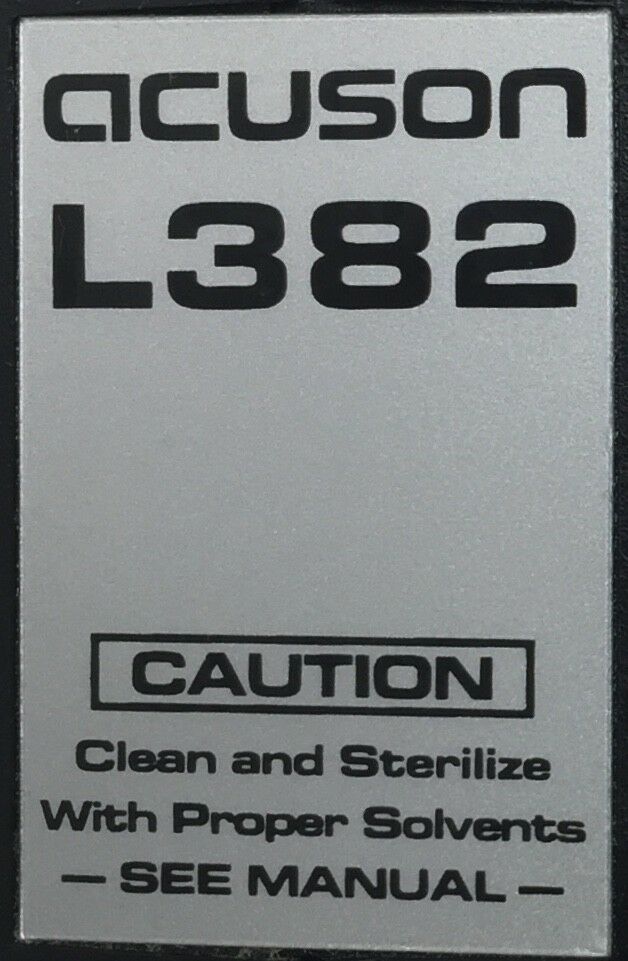 acuson
L382
CAUTION
Clean and Sterilize
With Proper Solvents
— SEE MANUAL —